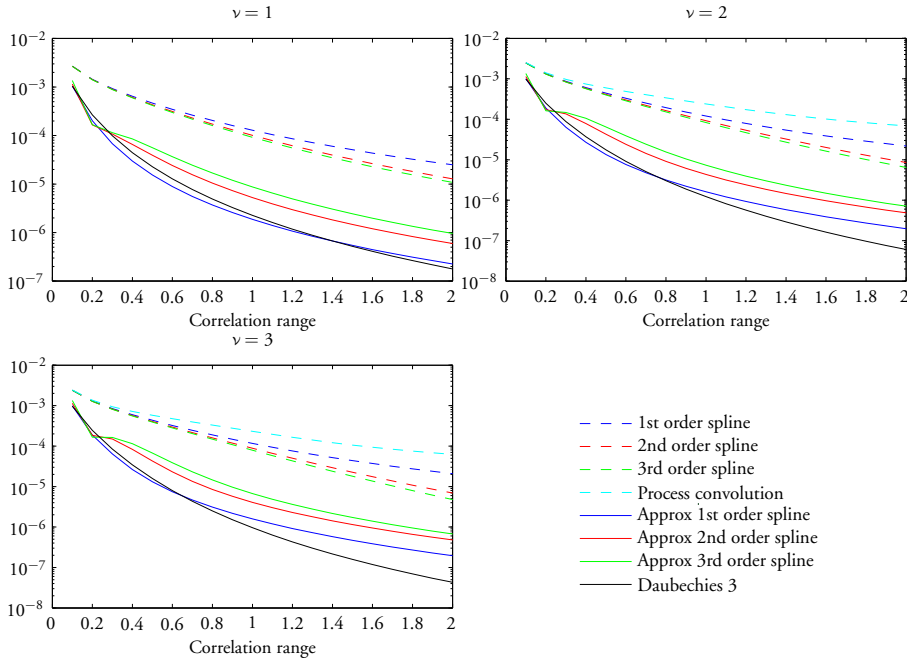 ν = 1
10⁻²
10⁻³
10⁻⁴
10⁻⁵
10⁻⁶
10⁻⁷
0 0.2 0.4 0.6 0.8 1 1.2 1.4 1.6 1.8 2
Correlation range
ν = 2
10⁻²
10⁻³
10⁻⁴
10⁻⁵
10⁻⁶
10⁻⁷
10⁻⁸
0 0.2 0.4 0.6 0.8 1 1.2 1.4 1.6 1.8 2
Correlation range
ν = 3
10⁻²
10⁻³
10⁻⁴
10⁻⁵
10⁻⁶
10⁻⁷
10⁻⁸
0 0.2 0.4 0.6 0.8 1 1.2 1.4 1.6 1.8 2
Correlation range
1st order spline
2nd order spline
3rd order spline
Process convolution
Approx 1st order spline
Approx 2nd order spline
Approx 3rd order spline
Daubechies 3